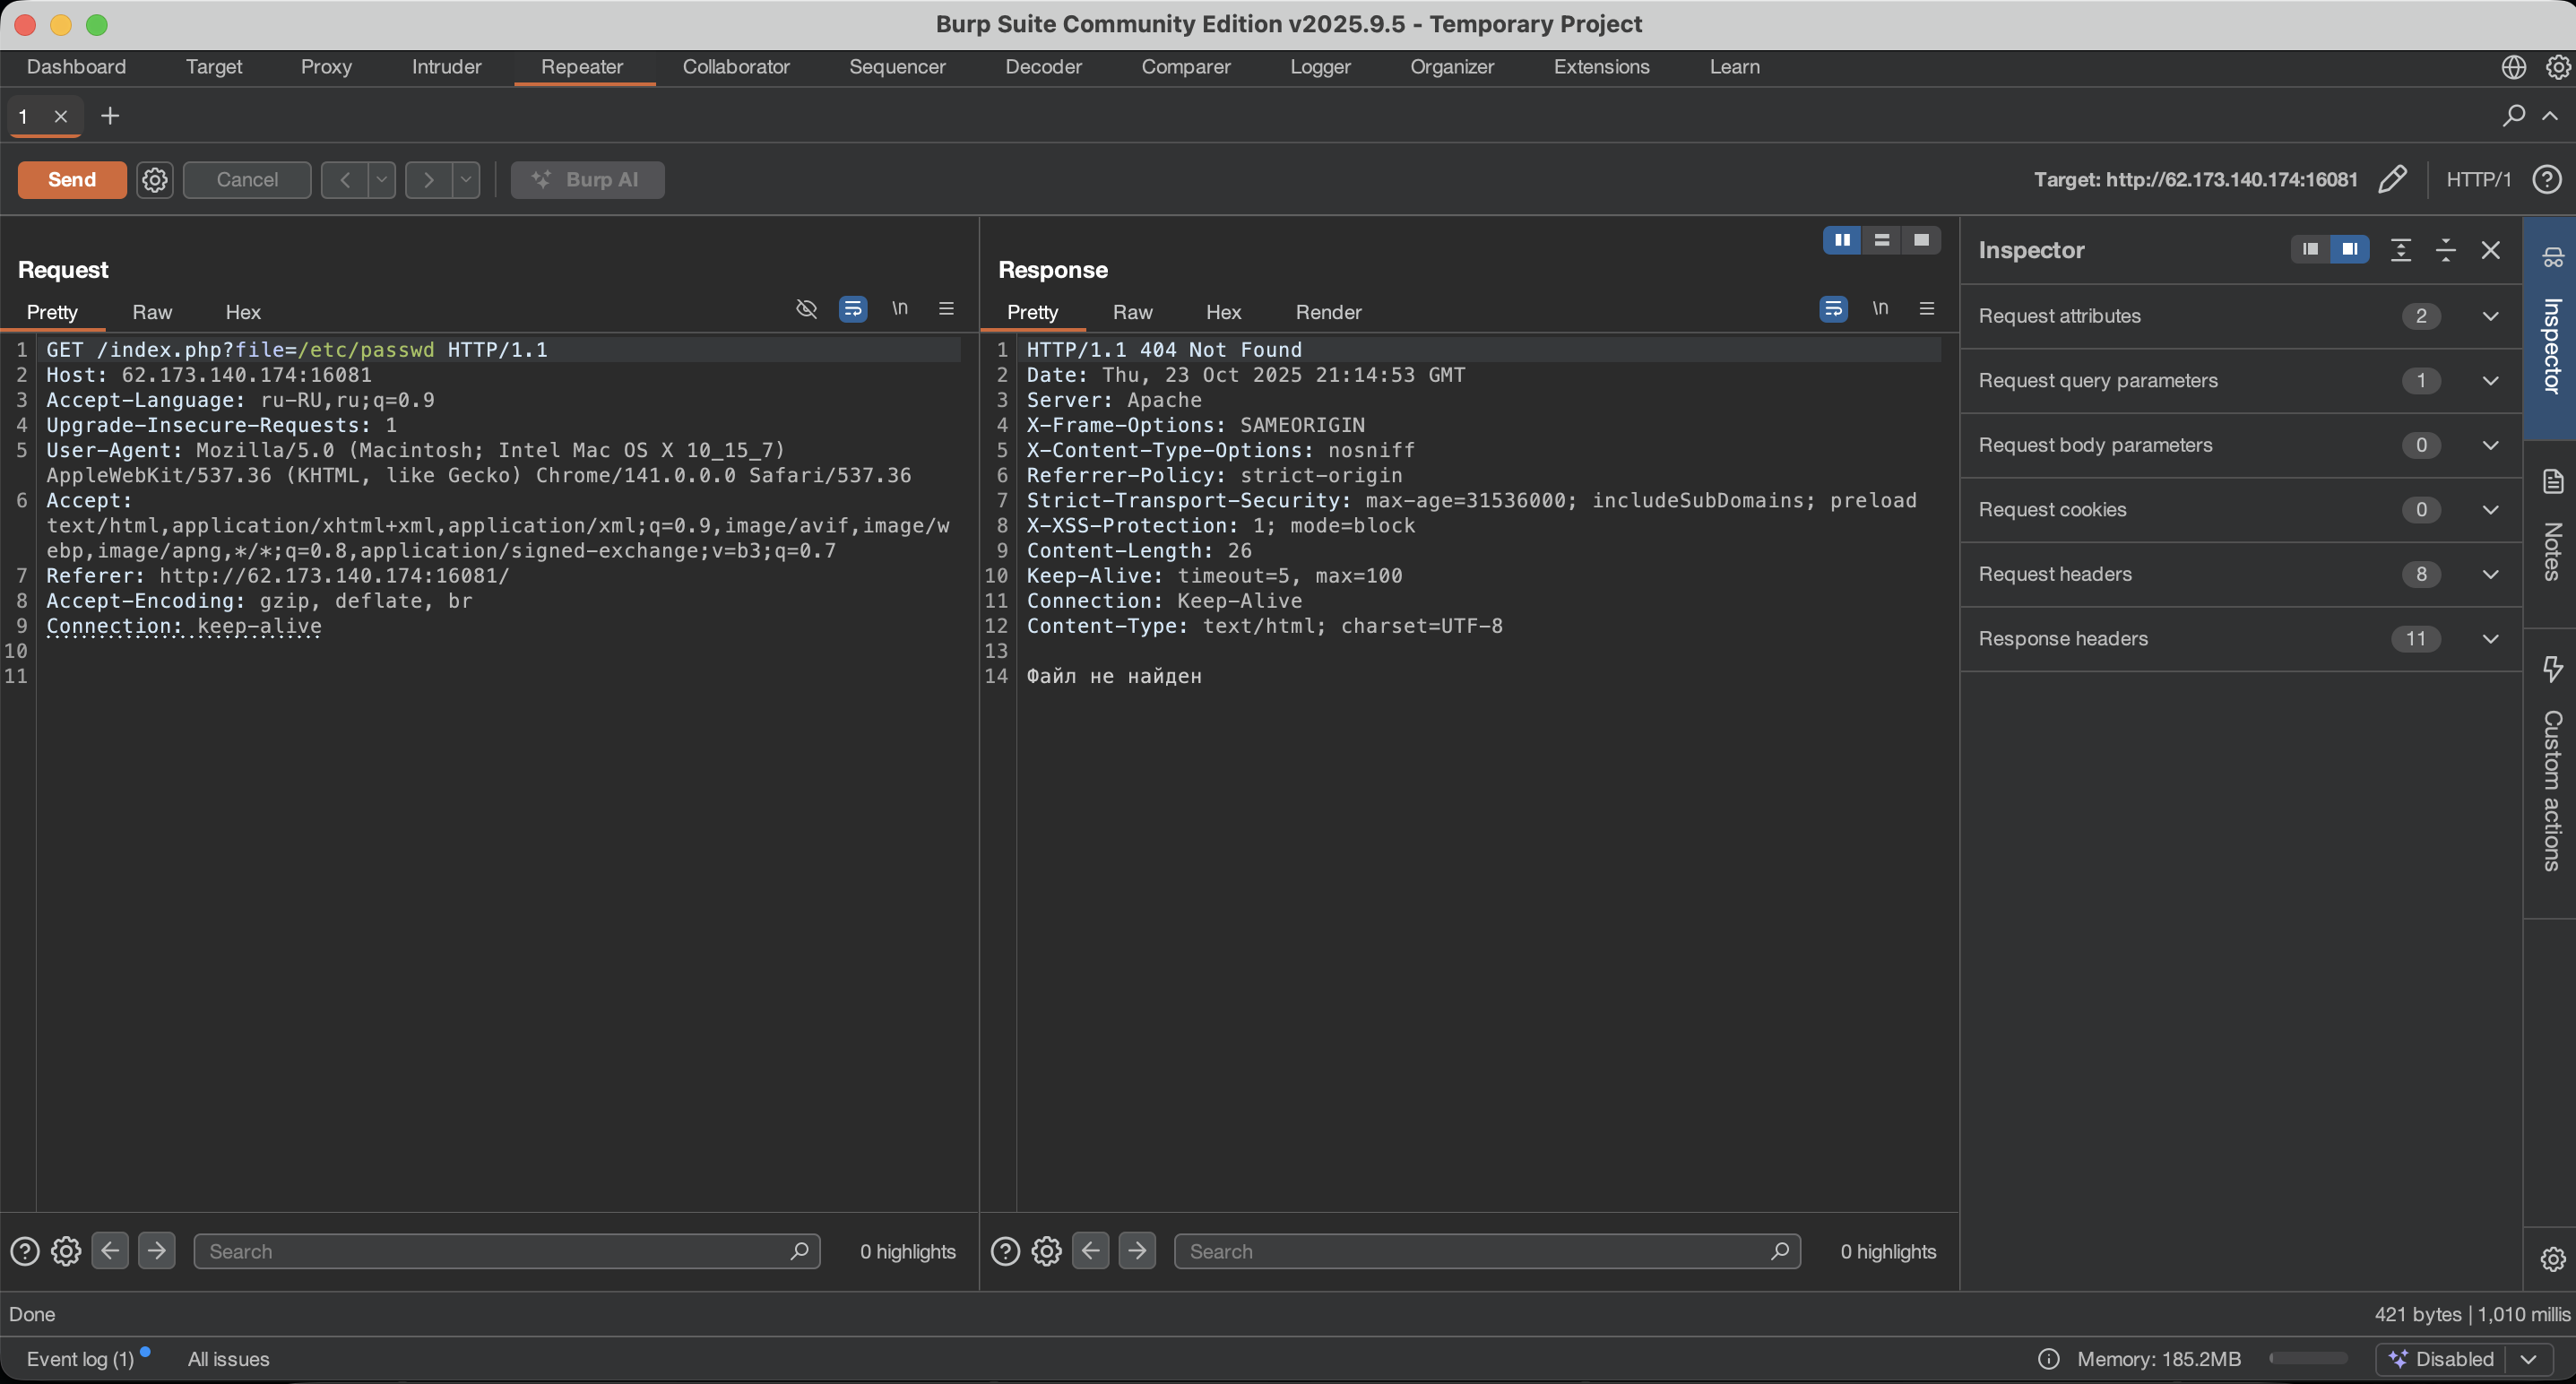 Burp Suite Community Edition v2025.9.5 - Temporary Project
Dashboard Target Proxy Intruder Repeater Collaborator Sequencer Decoder Comparer Logger Organizer Extensions Learn
1
Send Cancel Burp AI Target: http://62.173.140.174:16081 HTTP/1
Request
Pretty Raw Hex \n
1 GET /index.php?file=/etc/passwd HTTP/1.1
2 Host: 62.173.140.174:16081
3 Accept-Language: ru-RU,ru;q=0.9
4 Upgrade-Insecure-Requests: 1
5 User-Agent: Mozilla/5.0 (Macintosh; Intel Mac OS X 10_15_7)
AppleWebKit/537.36 (KHTML, like Gecko) Chrome/141.0.0.0 Safari/537.36
6 Accept:
text/html,application/xhtml+xml,application/xml;q=0.9,image/avif,image/w
ebp,image/apng,*/*;q=0.8,application/signed-exchange;v=b3;q=0.7
7 Referer: http://62.173.140.174:16081/
8 Accept-Encoding: gzip, deflate, br
9 Connection: keep-alive
10
11
Search 0 highlights
Response
Pretty Raw Hex Render \n
1 HTTP/1.1 404 Not Found
2 Date: Thu, 23 Oct 2025 21:14:53 GMT
3 Server: Apache
4 X-Frame-Options: SAMEORIGIN
5 X-Content-Type-Options: nosniff
6 Referrer-Policy: strict-origin
7 Strict-Transport-Security: max-age=31536000; includeSubDomains; preload
8 X-XSS-Protection: 1; mode=block
9 Content-Length: 26
10 Keep-Alive: timeout=5, max=100
11 Connection: Keep-Alive
12 Content-Type: text/html; charset=UTF-8
13
14 Файл не найден
Search 0 highlights
Inspector
Request attributes 2
Request query parameters 1
Request body parameters 0
Request cookies 0
Request headers 8
Response headers 11
Inspector
Notes
Custom actions
Done 421 bytes | 1,010 millis
Event log (1) All issues Memory: 185.2MB Disabled